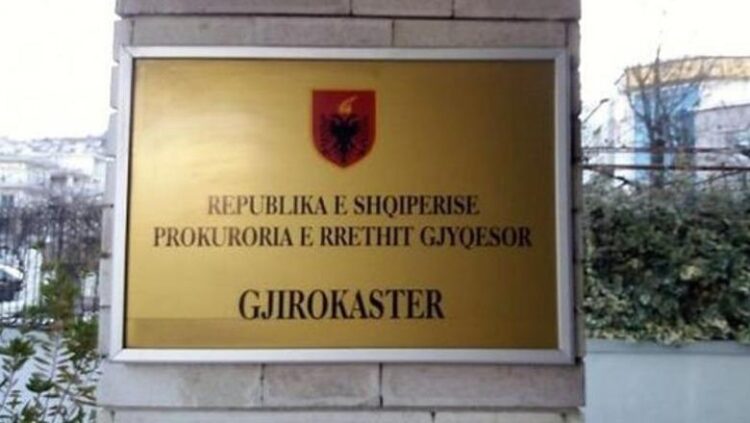 REPUBLIKA E SHQIPERISE
PROKURORIA E RRETHIT GJYQESOR
GJIROKASTER